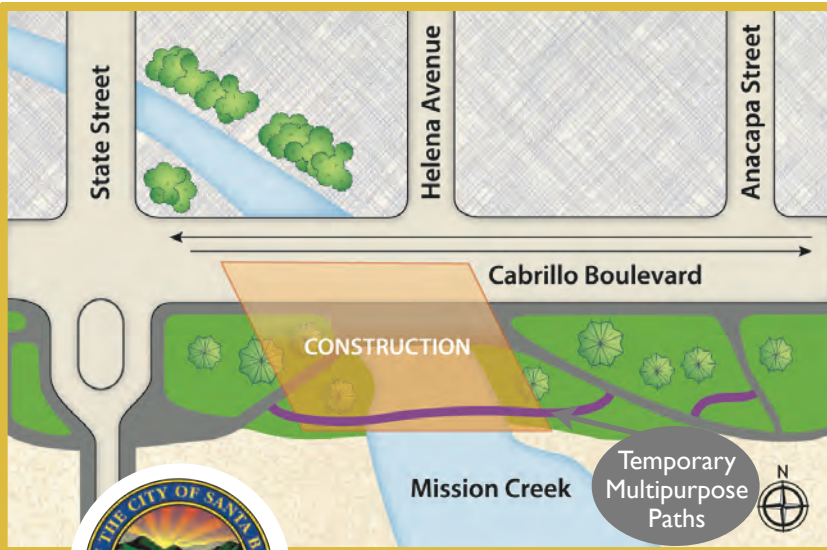 State Street
Helena Avenue
Anacapa Street
Cabrillo Boulevard
CONSTRUCTION
Mission Creek
Temporary
Multipurpose
Paths
N
THE CITY OF SANTA B